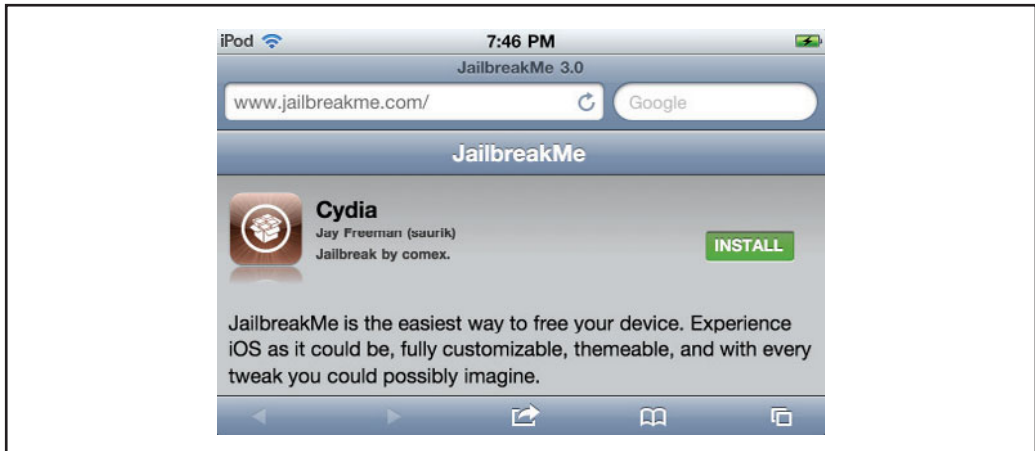 iPod 7:46 PM
JailbreakMe 3.0
www.jailbreakme.com/ Google
JailbreakMe
Cydia
Jay Freeman (saurik)
Jailbreak by comex.
INSTALL
JailbreakMe is the easiest way to free your device. Experience
iOS as it could be, fully customizable, themeable, and with every
tweak you could possibly imagine.